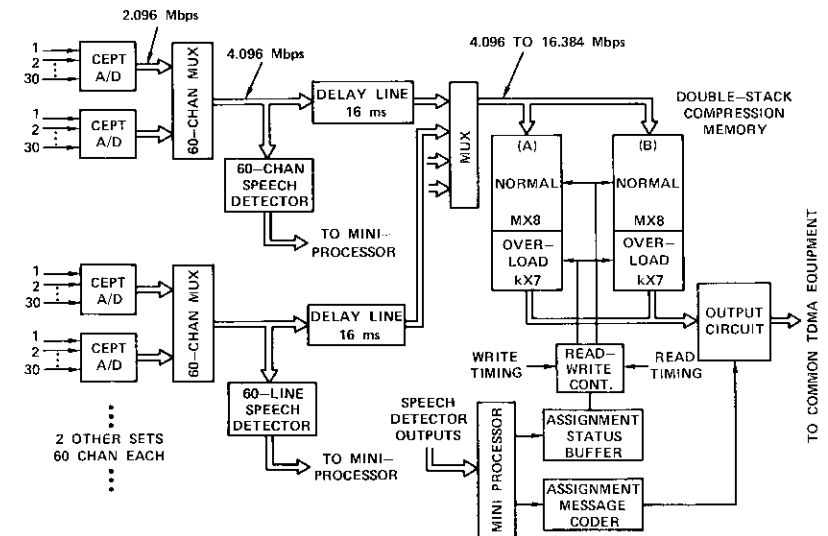 2.096 Mbps
1
2
30
CEPT
A/D
60-CHAN MUX
4.096 Mbps
DELAY LINE
16 ms
MUX
4.096 TO 16.384 Mbps
DOUBLE-STACK
COMPRESSION
MEMORY
1
2
30
CEPT
A/D
60-CHAN
SPEECH
DETECTOR
TO MINI-
PROCESSOR
(A)
NORMAL
MX8
OVER-
LOAD
kX7
(B)
NORMAL
MX8
OVER-
LOAD
kX7
1
2
30
CEPT
A/D
60-CHAN MUX
DELAY LINE
16 ms
OUTPUT
CIRCUIT
TO COMMON TDMA EQUIPMENT
1
2
30
CEPT
A/D
60-LINE
SPEECH
DETECTOR
TO MINI-
PROCESSOR
WRITE
TIMING
READ-
WRITE
CONT.
READ
TIMING
2 OTHER SETS
60 CHAN EACH
SPEECH
DETECTOR
OUTPUTS
MINI PROCESSOR
ASSIGNMENT
STATUS
BUFFER
ASSIGNMENT
MESSAGE
CODER